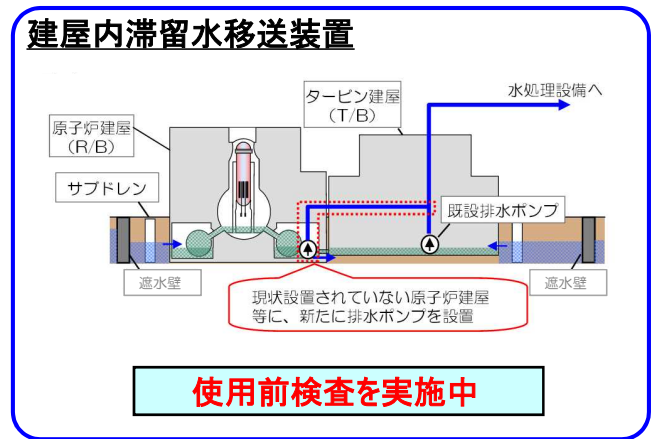 建屋内滞留水移送装置
水処理設備へ
タービン建屋
（T/B）
原子炉建屋
（R/B）
サブドレン
既設排水ポンプ
遮水壁
遮水壁
現状設置されていない原子炉建屋
等に、新たに排水ポンプを設置
使用前検査を実施中